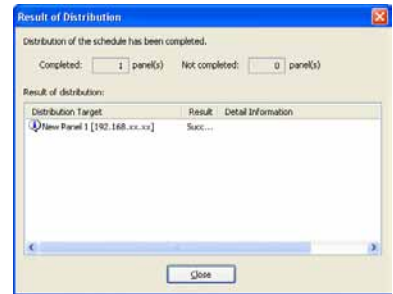 Result of Distribution
Distribution of the schedule has been completed.
Completed: 1 panel(s) Not completed: 0 panel(s)
Result of distribution:
Distribution Target Result Detail Information
New Panel 1 [192.168.xx.xx] Succ...
Close